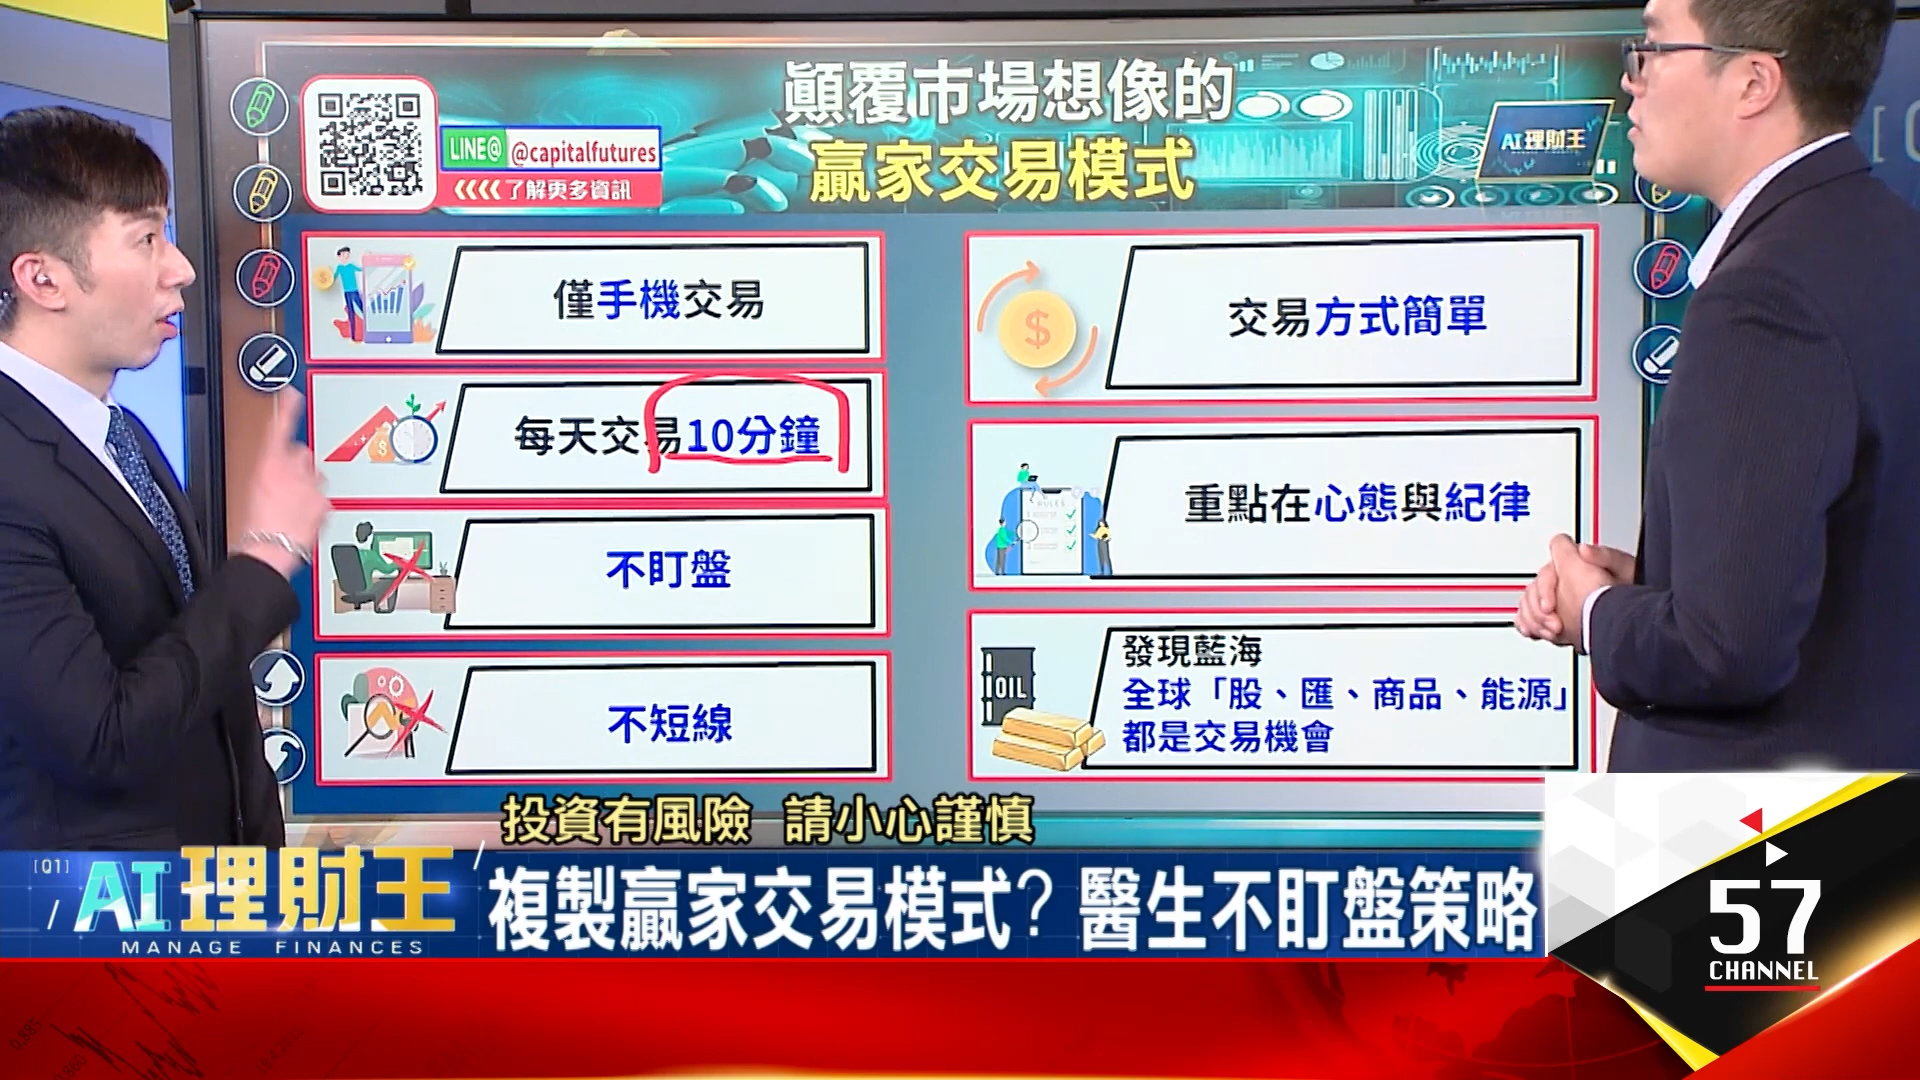 顛覆市場想像的
贏家交易模式
LINE@ @capitalfutures
了解更多資訊
AI理財王
僅手機交易
每天交易10分鐘
不盯盤
不短線
交易方式簡單
重點在心態與紀律
OIL
發現藍海
全球「股、匯、商品、能源」
都是交易機會
投資有風險 請小心謹慎
[01]
AI理財王
MANAGE FINANCES
複製贏家交易模式? 醫生不盯盤策略
57
CHANNEL